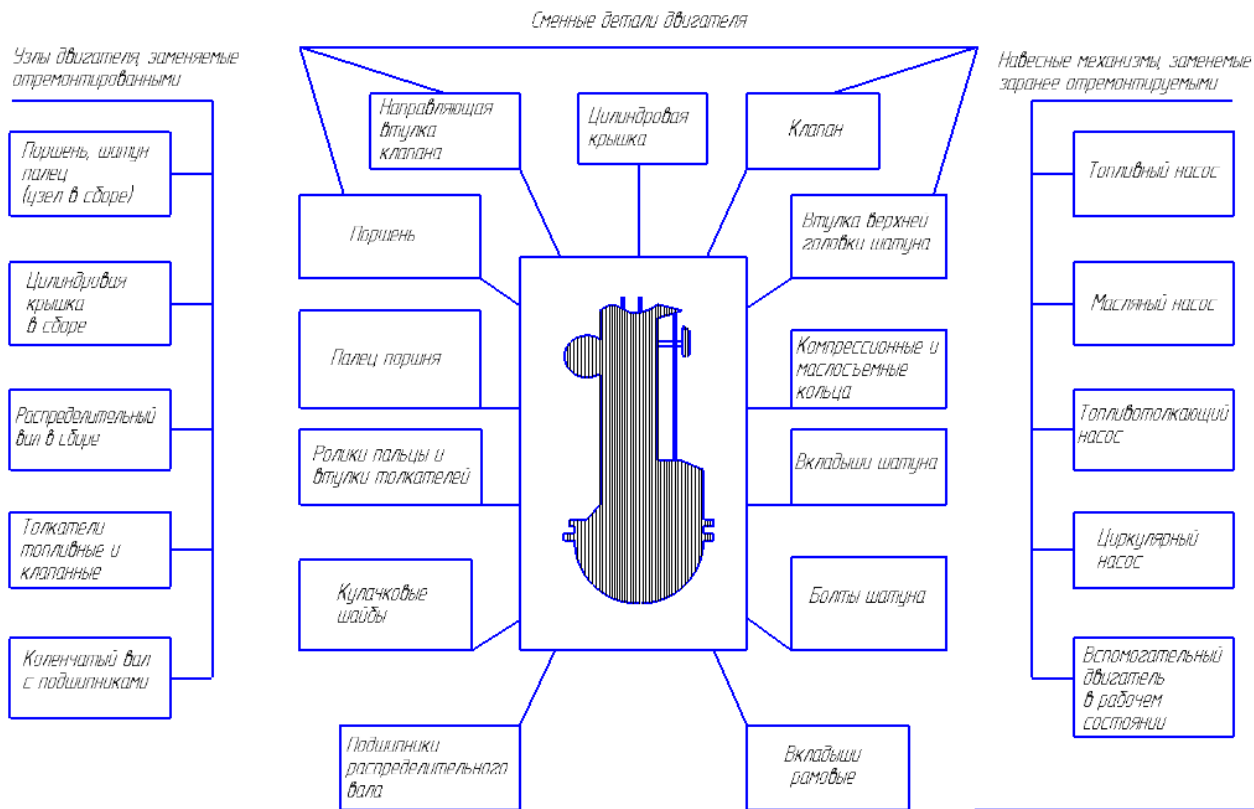 Сменные детали двигателя
Узлы двигателя, заменяемые
отремонтированными
Поршень, шатун
палец
(узел в сборе)
Цилиндровая
крышка
в сборе
Распределительный
вал в сборе
Толкатели
топливные и
клапанные
Коленчатый вал
с подшипниками
Направляющая
втулка
клапана
Цилиндровая
крышка
Клапан
Поршень
Втулка верхней
головки шатуна
Палец поршня
Компрессионные и
маслосъемные
кольца
Ролики пальцы и
втулки толкателей
Вкладыши шатуна
Кулачковые
шайбы
Болты шатуна
Подшипники
распределительного
вала
Вкладыши
рамовые
Навесные механизмы, заменемые
заранее отремонтируемыми
Топливный насос
Масляный насос
Топливотолкающий
насос
Циркулярный
насос
Вспомогательный
двигатель
в рабочем
состоянии